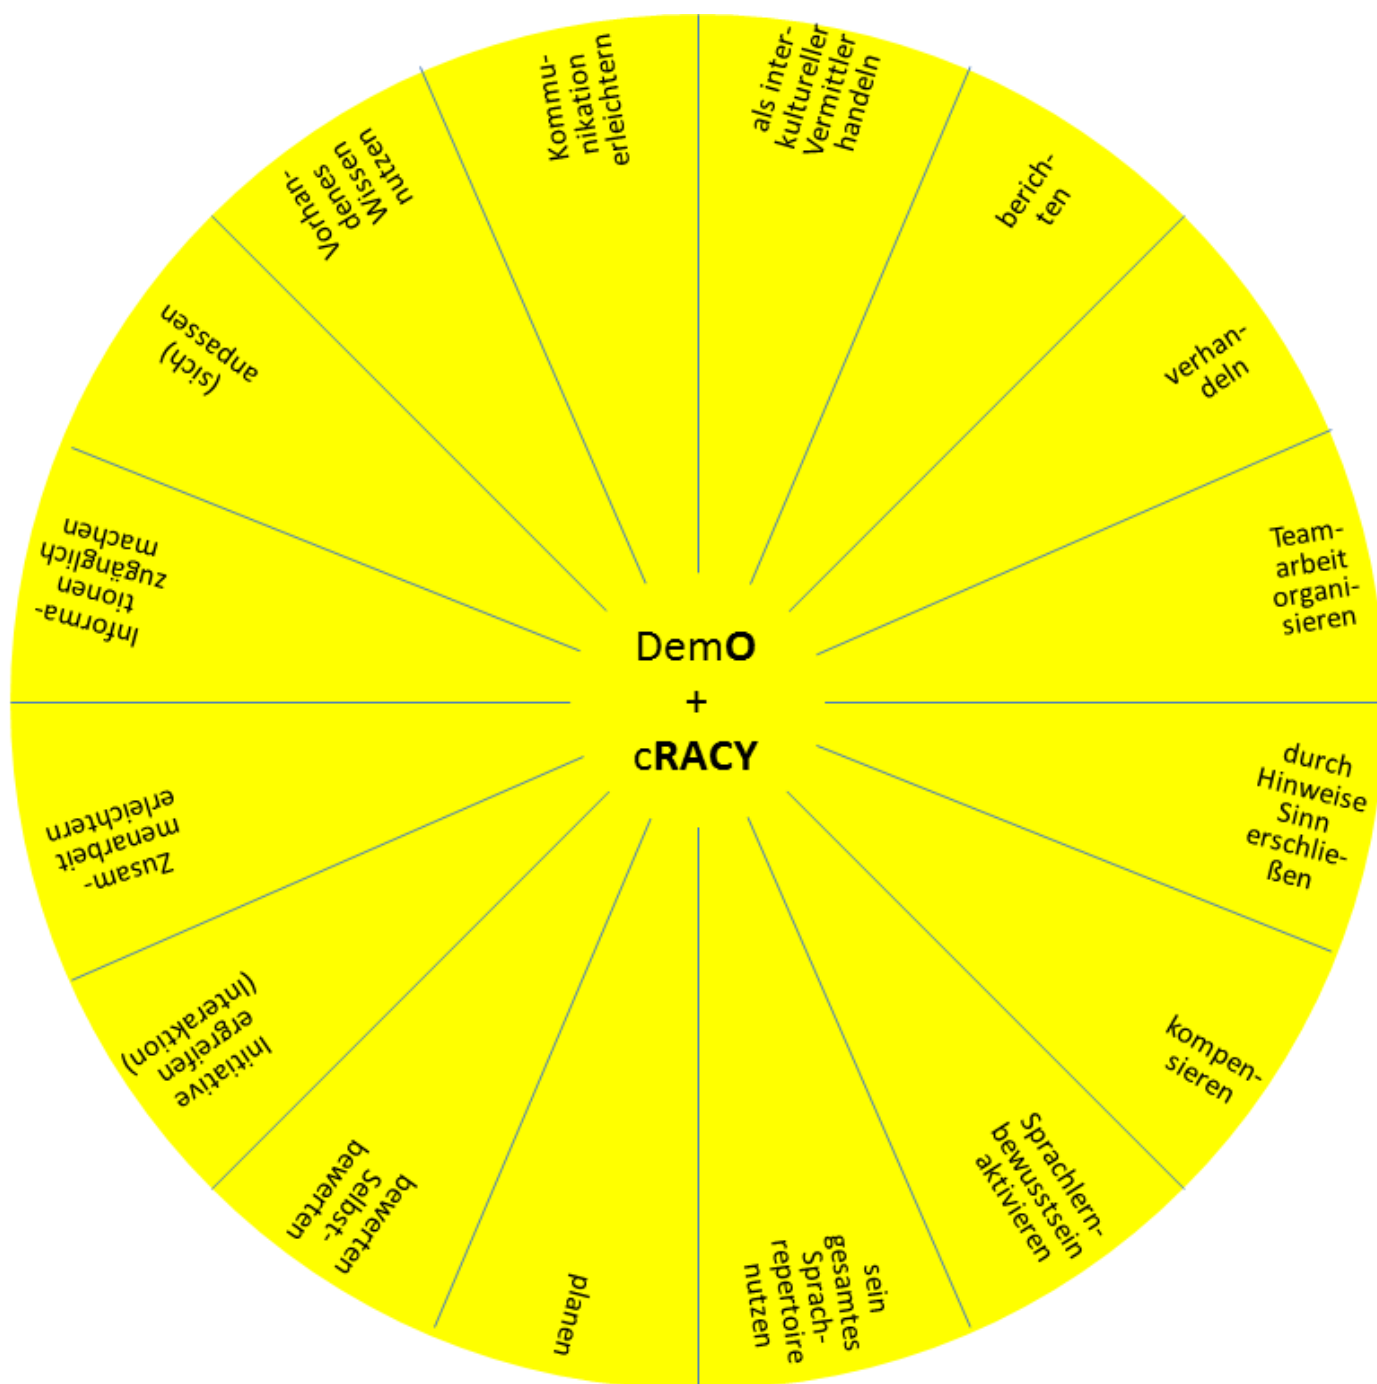 als inter-
kultureller
Vermittler
handeln
berich-
ten
verhan-
deln
Team-
arbeit
organi-
sieren
durch
Hinweise
Sinn
erschlie-
ßen
kompen-
sieren
Sprachlern-
bewusstsein
aktivieren
sein
gesamtes
Sprach-
repertoire
nutzen
planen
bewerten
Selbst-
bewerten
Initiative
ergreifen
(Interaktion)
Zusam-
menarbeit
erleichtern
Informa-
tionen
zugänglich
machen
(sich)
anpassen
Vorhan-
denes
Wissen
nutzen
Kommu-
nikation
erleichtern
DemO
+
cRACY